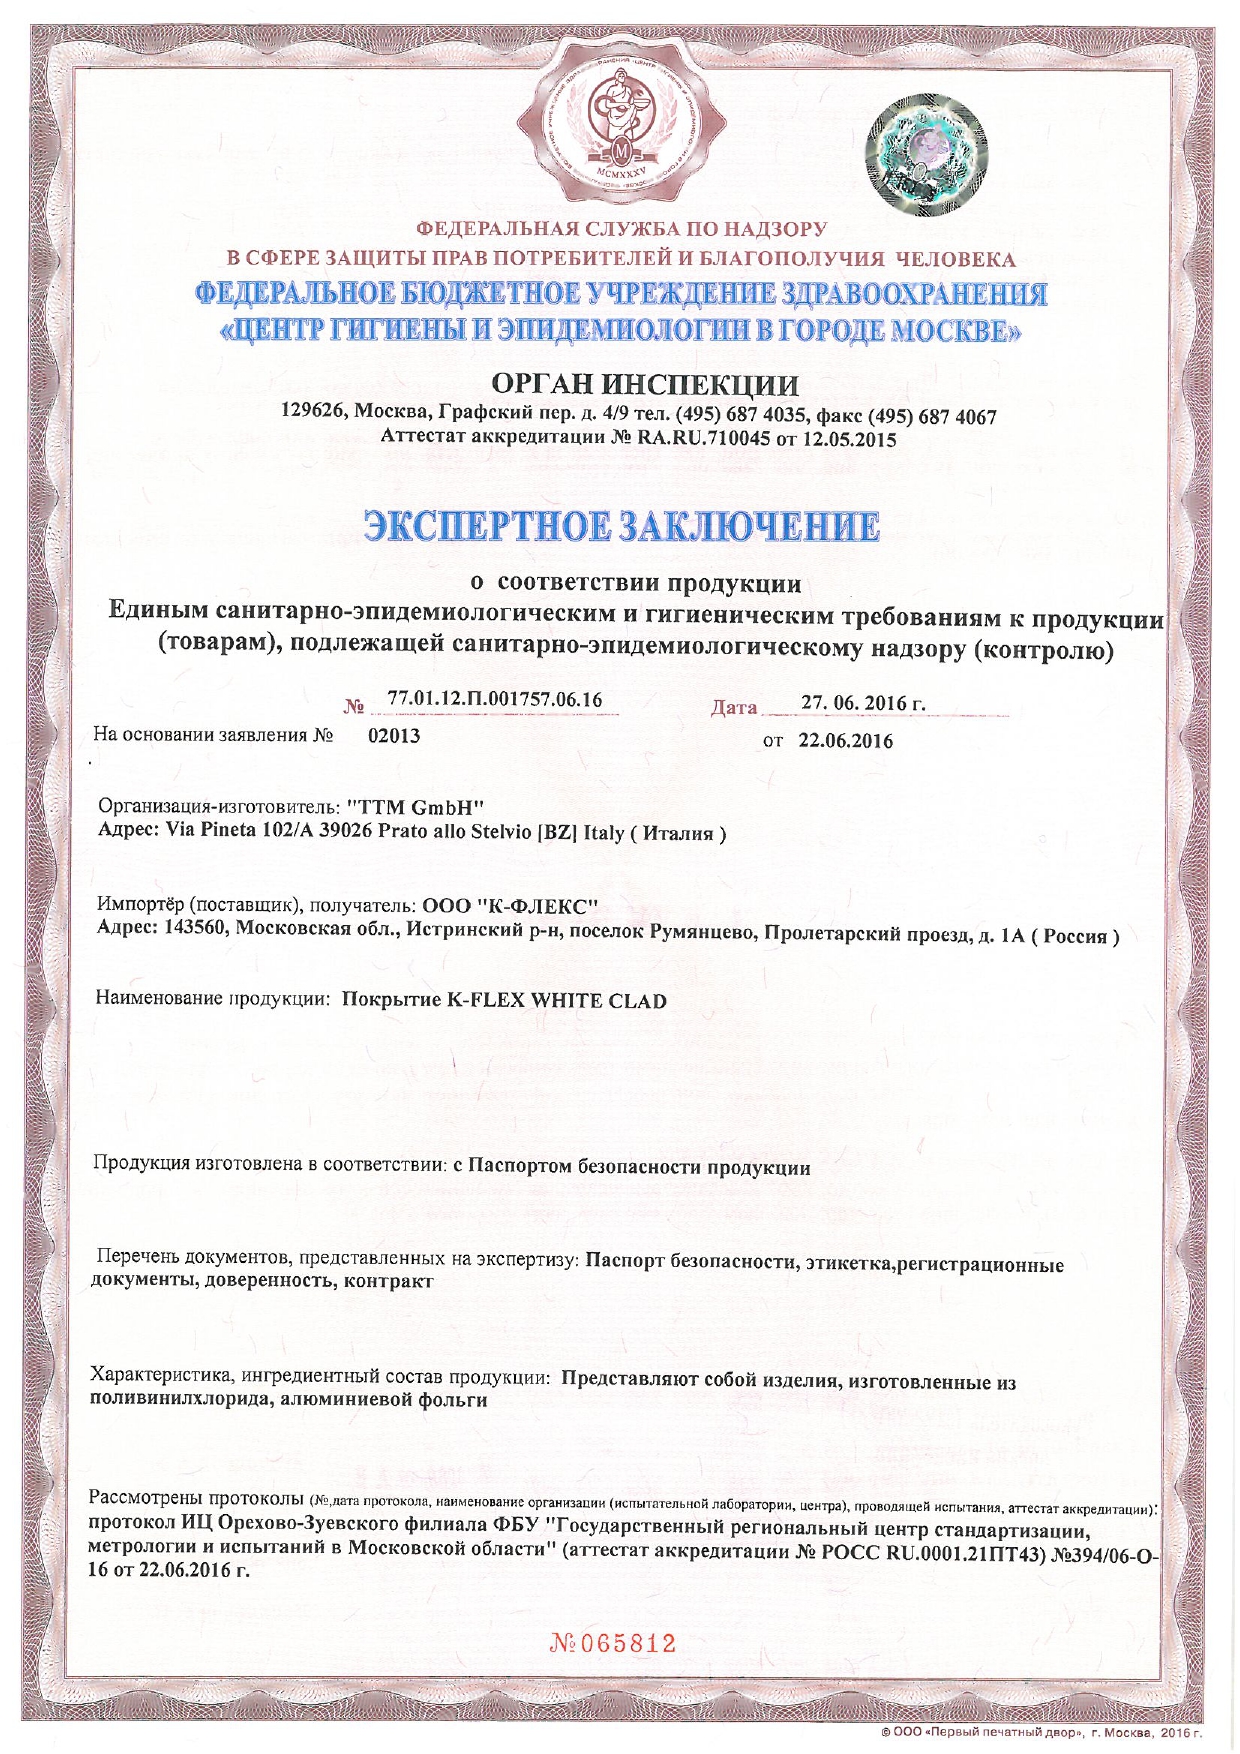 МСМXXXV
ФЕДЕРАЛЬНАЯ СЛУЖБА ПО НАДЗОРУ
В СФЕРЕ ЗАЩИТЫ ПРАВ ПОТРЕБИТЕЛЕЙ И БЛАГОПОЛУЧИЯ ЧЕЛОВЕКА
ФЕДЕРАЛЬНОЕ БЮДЖЕТНОЕ УЧРЕЖДЕНИЕ ЗДРАВООХРАНЕНИЯ
«ЦЕНТР ГИГИЕНЫ И ЭПИДЕМИОЛОГИИ В ГОРОДЕ МОСКВЕ»
ОРГАН ИНСПЕКЦИИ
129626, Москва, Графский пер. д. 4/9 тел. (495) 687 4035, факс (495) 687 4067
Аттестат аккредитации № RA.RU.710045 от 12.05.2015
ЭКСПЕРТНОЕ ЗАКЛЮЧЕНИЕ
о соответствии продукции
Единым санитарно-эпидемиологическим и гигиеническим требованиям к продукции
(товарам), подлежащей санитарно-эпидемиологическому надзору (контролю)
№ 77.01.12.П.001757.06.16 Дата 27. 06. 2016 г.
На основании заявления № 02013 от 22.06.2016
Организация-изготовитель: "TTM GmbH"
Адрес: Via Pineta 102/A 39026 Prato allo Stelvio [BZ] Italy ( Италия )
Импортёр (поставщик), получатель: ООО "К-ФЛЕКС"
Адрес: 143560, Московская обл., Истринский р-н, поселок Румянцево, Пролетарский проезд, д. 1А ( Россия )
Наименование продукции: Покрытие K-FLEX WHITE CLAD
Продукция изготовлена в соответствии: с Паспортом безопасности продукции
Перечень документов, представленных на экспертизу: Паспорт безопасности, этикетка,регистрационные
документы, доверенность, контракт
Характеристика, ингредиентный состав продукции: Представляют собой изделия, изготовленные из
поливинилхлорида, алюминиевой фольги
Рассмотрены протоколы (№,дата протокола, наименование организации (испытательной лаборатории, центра), проводящей испытания, аттестат аккредитации):
протокол ИЦ Орехово-Зуевского филиала ФБУ "Государственный региональный центр стандартизации,
метрологии и испытаний в Московской области" (аттестат аккредитации № РОСС RU.0001.21ПТ43) №394/06-О-
16 от 22.06.2016 г.
№065812
© ООО «Первый печатный двор», г. Москва, 2016 г.